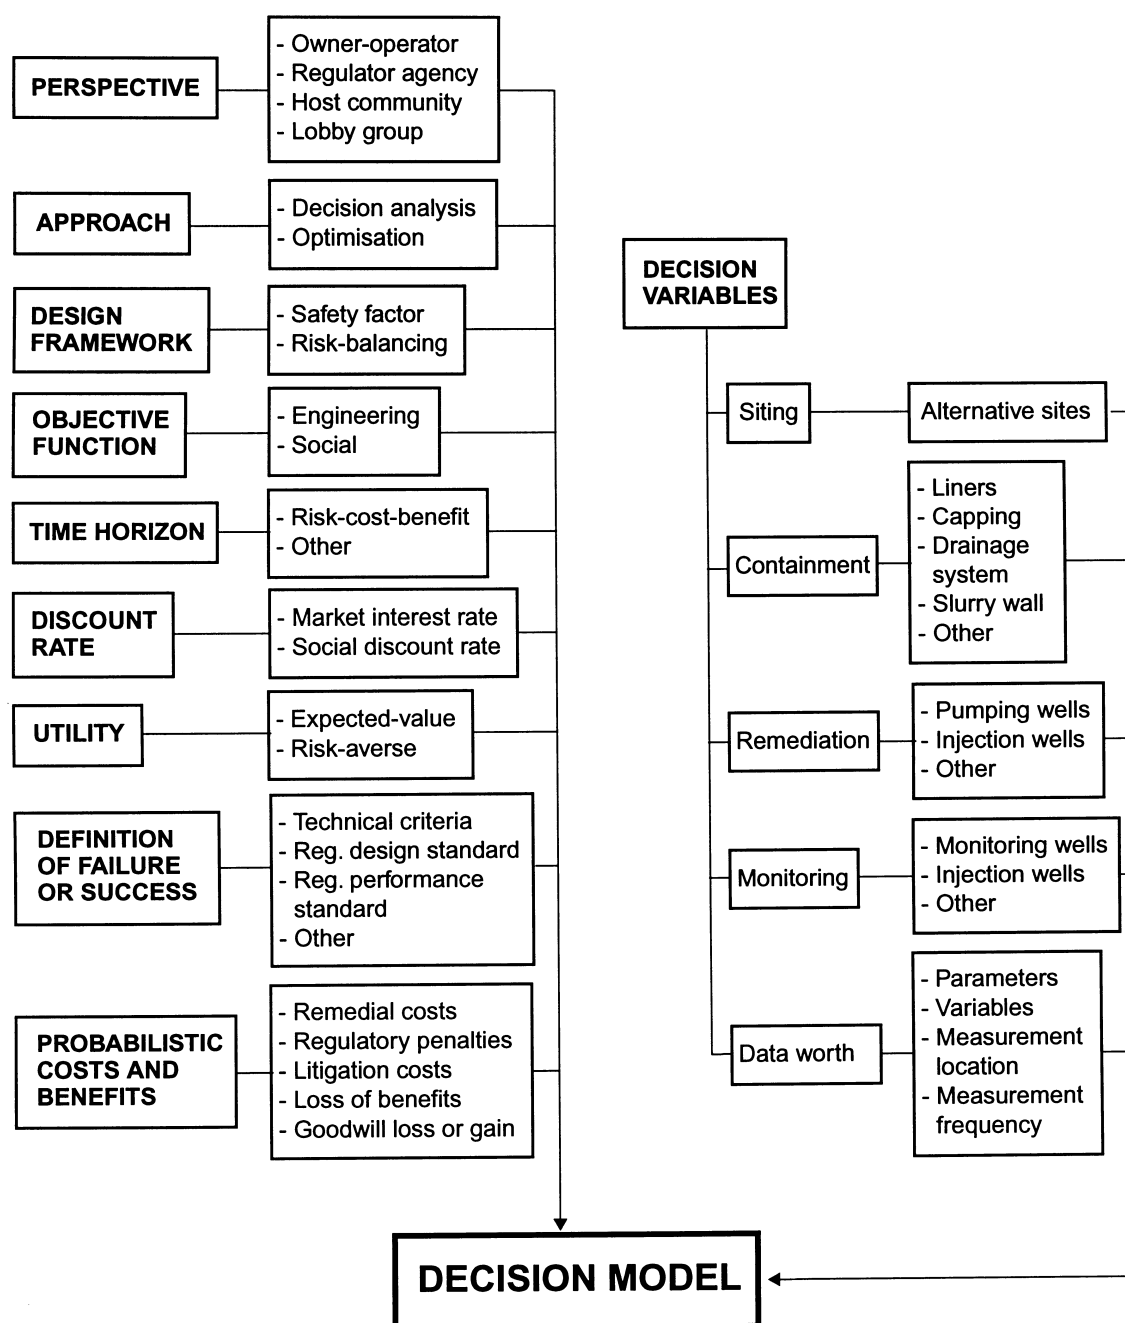 PERSPECTIVE
- Owner-operator
- Regulator agency
- Host community
- Lobby group
APPROACH
- Decision analysis
- Optimisation
DESIGN
FRAMEWORK
- Safety factor
- Risk-balancing
OBJECTIVE
FUNCTION
- Engineering
- Social
TIME HORIZON
- Risk-cost-benefit
- Other
DISCOUNT
RATE
- Market interest rate
- Social discount rate
UTILITY
- Expected-value
- Risk-averse
DEFINITION
OF FAILURE
OR SUCCESS
- Technical criteria
- Reg. design standard
- Reg. performance
standard
- Other
PROBABILISTIC
COSTS AND
BENEFITS
- Remedial costs
- Regulatory penalties
- Litigation costs
- Loss of benefits
- Goodwill loss or gain
DECISION
VARIABLES
Siting
Alternative sites
Containment
- Liners
- Capping
- Drainage
system
- Slurry wall
- Other
Remediation
- Pumping wells
- Injection wells
- Other
Monitoring
- Monitoring wells
- Injection wells
- Other
Data worth
- Parameters
- Variables
- Measurement
location
- Measurement
frequency
DECISION MODEL